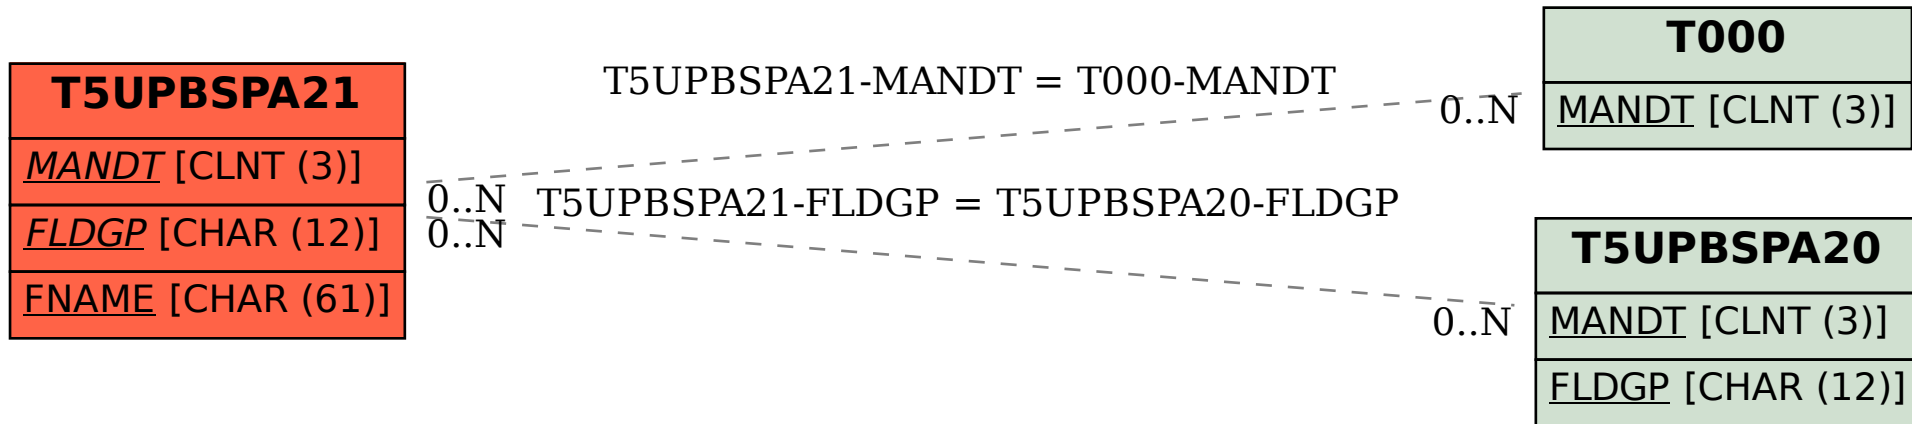 T5UPBSPA21
MANDT [CLNT (3)]
FLDGP [CHAR (12)]
FNAME [CHAR (61)]
T5UPBSPA21-MANDT = T000-MANDT
0..N
0..N
T5UPBSPA21-FLDGP = T5UPBSPA20-FLDGP
0..N
0..N
T000
MANDT [CLNT (3)]
T5UPBSPA20
MANDT [CLNT (3)]
FLDGP [CHAR (12)]